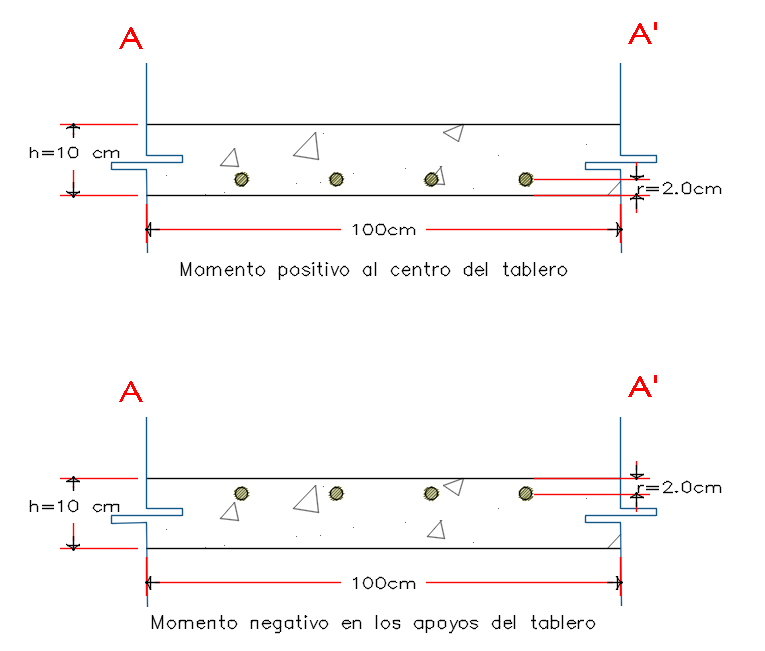 A A'
h=10 cm
r=2.0cm
100cm
Momento positivo al centro del tablero
A A'
r=2.0cm
h=10 cm
100cm
Momento negativo en los apoyos del tablero